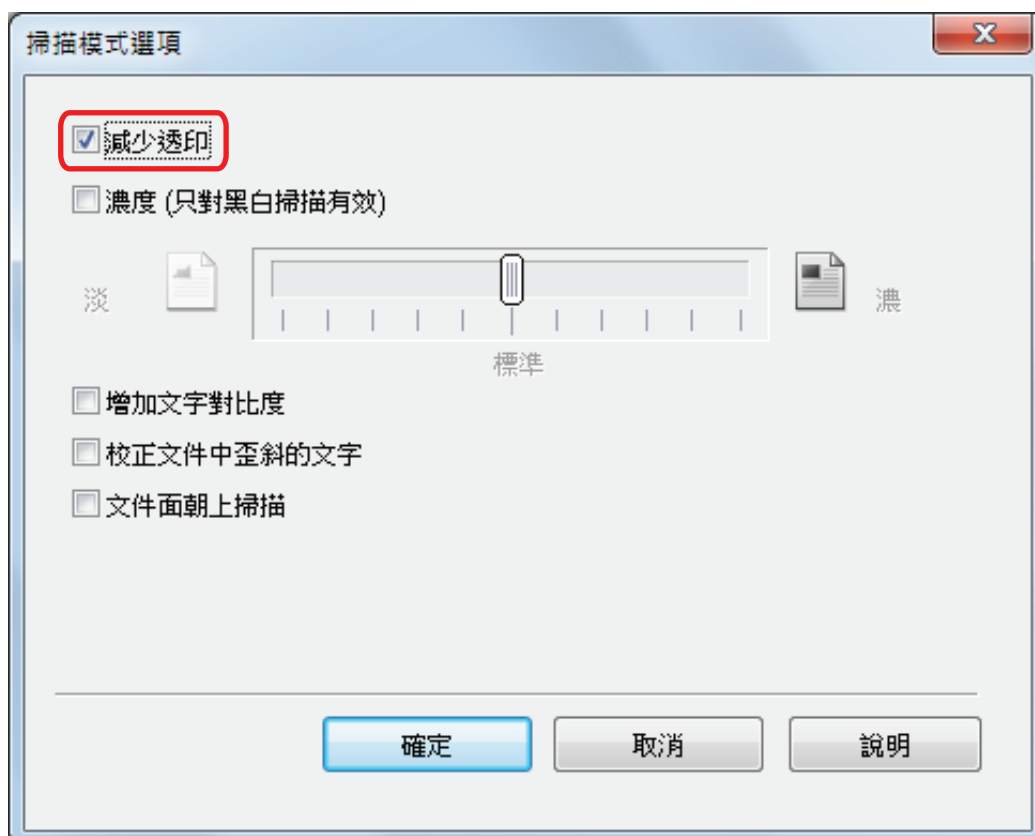 掃描模式選項
減少透印
濃度 (只對黑白掃描有效)
淡 濃
標準
增加文字對比度
校正文件中歪斜的文字
文件面朝上掃描
確定 取消 說明